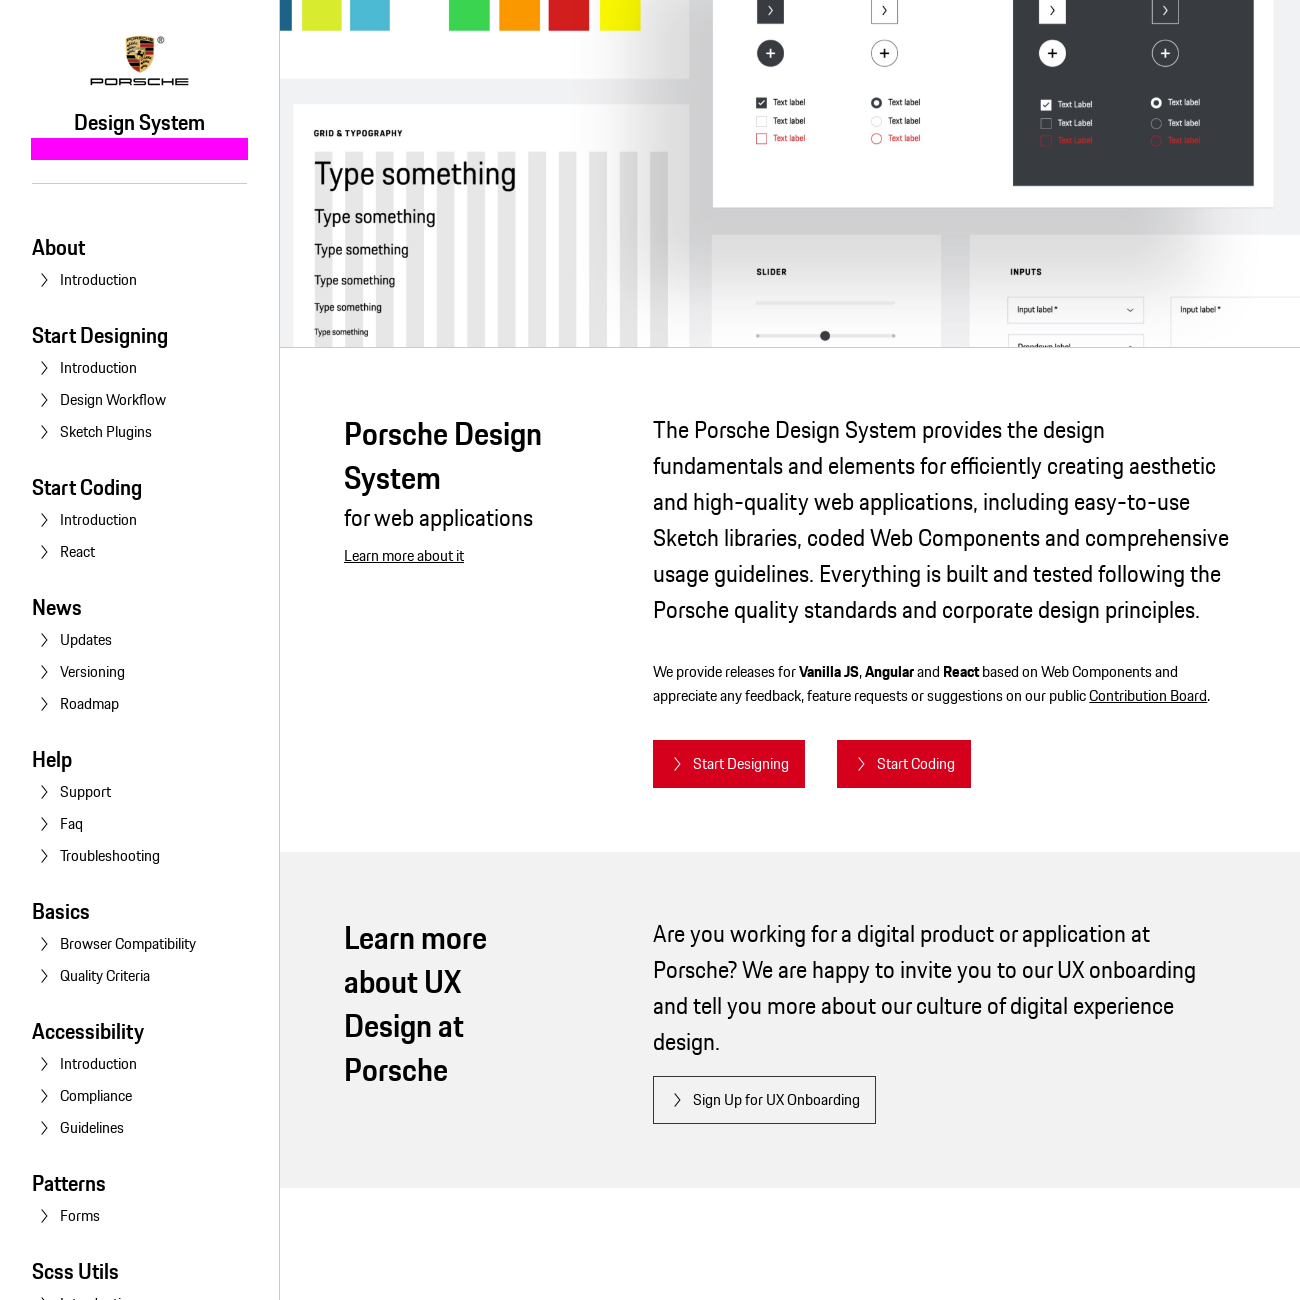 PORSCHE
®
PORSCHE
Design System
About
Introduction
Start Designing
Introduction
Design Workflow
Sketch Plugins
Start Coding
Introduction
React
News
Updates
Versioning
Roadmap
Help
Support
Faq
Troubleshooting
Basics
Browser Compatibility
Quality Criteria
Accessibility
Introduction
Compliance
Guidelines
Patterns
Forms
Scss Utils
GRID & TYPOGRAPHY
Type something
Type something
Type something
Type something
Type something
Type something
Text label
Text label
Text label
Text label
Text label
Text label
Text Label
Text Label
Text Label
Text label
Text label
Text label
SLIDER
INPUTS
Input label *
Input label *
Dropdown label
Porsche Design
System
for web applications
Learn more about it
The Porsche Design System provides the design
fundamentals and elements for efficiently creating aesthetic
and high-quality web applications, including easy-to-use
Sketch libraries, coded Web Components and comprehensive
usage guidelines. Everything is built and tested following the
Porsche quality standards and corporate design principles.
We provide releases for Vanilla JS, Angular and React based on Web Components and
appreciate any feedback, feature requests or suggestions on our public Contribution Board.
Start Designing
Start Coding
Learn more
about UX
Design at
Porsche
Are you working for a digital product or application at
Porsche? We are happy to invite you to our UX onboarding
and tell you more about our culture of digital experience
design.
Sign Up for UX Onboarding